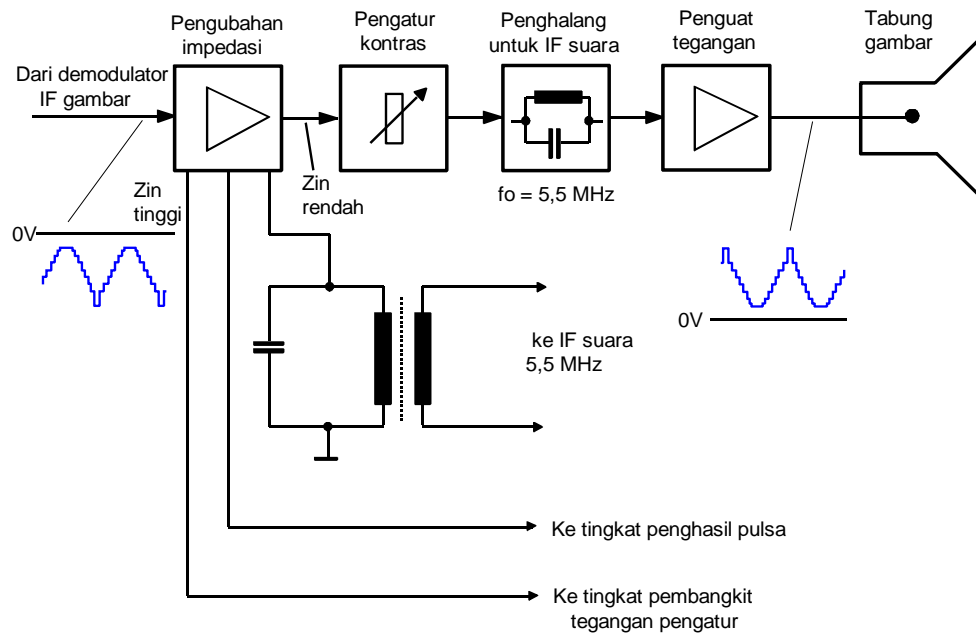 Pengubahan
impedasi
Pengatur
kontras
Penghalang
untuk IF suara
Penguat
tegangan
Tabung
gambar
Dari demodulator
IF gambar
Zin
tinggi
Zin
rendah
fo = 5,5 MHz
0V
0V
ke IF suara
5,5 MHz
Ke tingkat penghasil pulsa
Ke tingkat pembangkit
tegangan pengatur